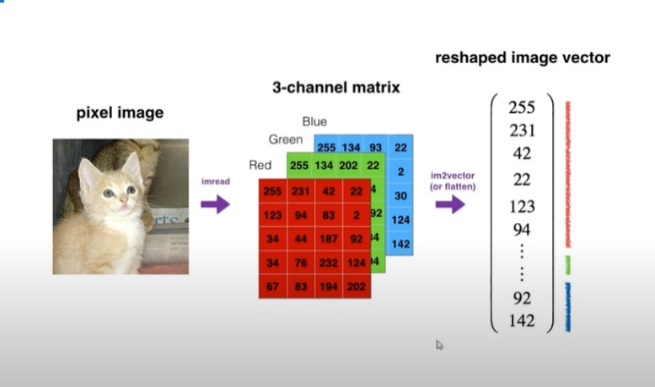 reshaped image vector
3-channel matrix
pixel image
Blue
Green
Red
255 134 93 22
255 134 202 22
2
255 231 42 22
30
123 94 83 2
92
124
34 44 187 92
142
34 76 232 124
67 83 194 202
imread
im2vector
(or flatten)
255
231
42
22
123
94
⋮
⋮
92
142